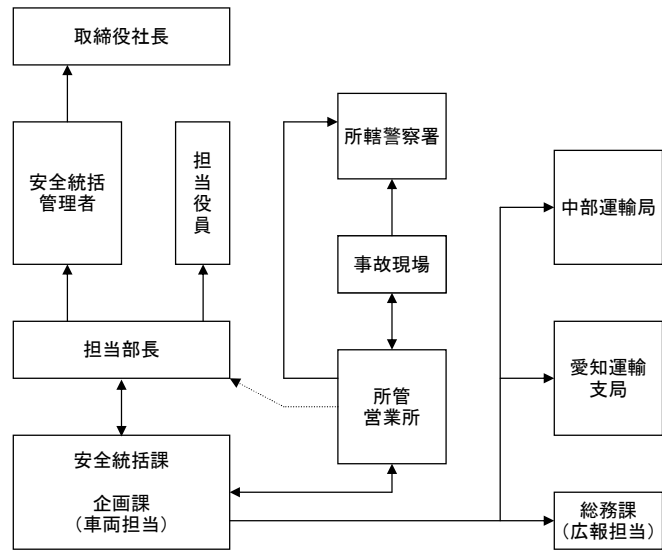 取締役社長
安全統括
管理者
担当役員
所轄警察署
中部運輸局
事故現場
担当部長
所管
営業所
愛知運輸
支局
安全統括課
企画課
（車両担当）
総務課
（広報担当）